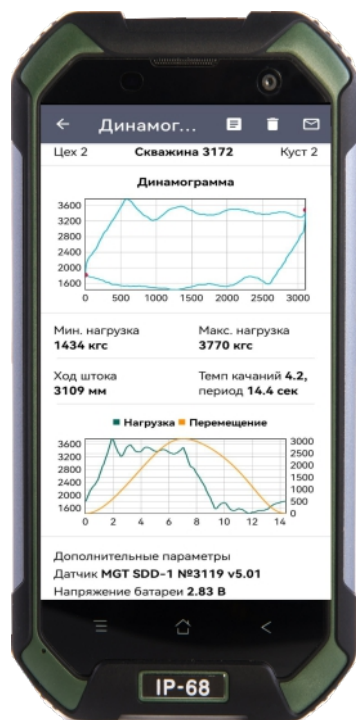 Динамог...
Цех 2 Скважина 3172 Куст 2
Динамограмма
3600
3200
2800
2400
2000
1600
0 500 1000 1500 2000 2500 3000
Мин. нагрузка Макс. нагрузка
1434 кгс 3770 кгс
Ход штока Темп качаний 4.2,
3109 мм период 14.4 сек
Нагрузка Перемещение
3600 3000
3200 2500
2800 2000
2400 1500
2000 1000
1600 500
0
0 2 4 6 8 10 12 14
Дополнительные параметры
Датчик MGT SDD-1 №3119 v5.01
Напряжение батареи 2.83 В
IP-68